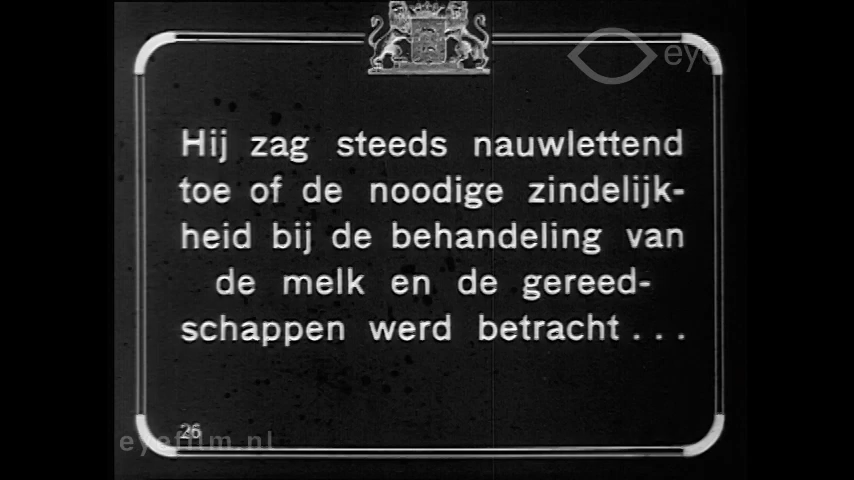 eye
Hij zag steeds nauwlettend
toe of de noodige zindelijk-
heid bij de behandeling van
de melk en de gereed-
schappen werd betracht...
26
eyefilm.nl